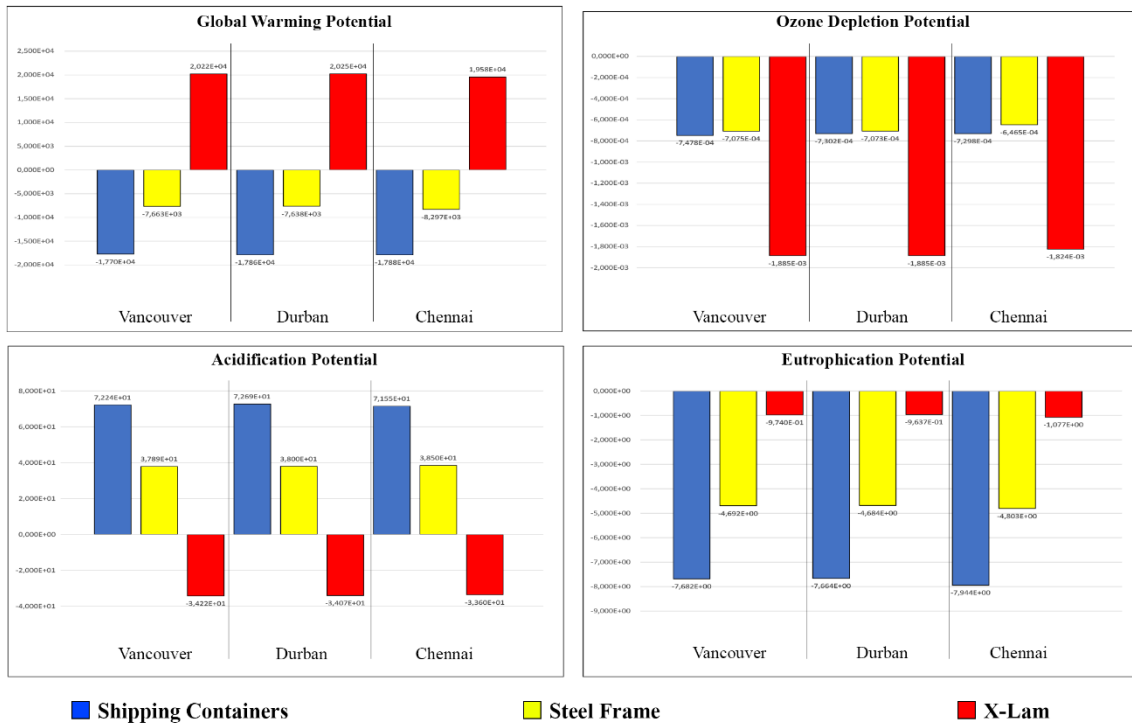 Global Warming Potential
2,500E+04
2,000E+04
1,500E+04
1,000E+04
5,000E+03
0,000E+00
-5,000E+03
-1,000E+04
-1,500E+04
-2,000E+04
2,022E+04
2,025E+04
1,958E+04
-7,663E+03
-7,638E+03
-8,297E+03
-1,770E+04
-1,786E+04
-1,788E+04
Vancouver Durban Chennai
Ozone Depletion Potential
0,000E+00
-2,000E-04
-4,000E-04
-6,000E-04
-8,000E-04
-1,000E-03
-1,200E-03
-1,400E-03
-1,600E-03
-1,800E-03
-2,000E-03
-7,478E-04
-7,075E-04
-7,302E-04
-7,073E-04
-7,298E-04
-6,465E-04
-1,885E-03
-1,885E-03
-1,824E-03
Vancouver Durban Chennai
Acidification Potential
8,000E+01
6,000E+01
4,000E+01
2,000E+01
0,000E+00
-2,000E+01
-4,000E+01
7,224E+01
7,269E+01
7,155E+01
3,789E+01
3,800E+01
3,850E+01
-3,422E+01
-3,407E+01
-3,360E+01
Vancouver Durban Chennai
Eutrophication Potential
0,000E+00
-1,000E+00
-2,000E+00
-3,000E+00
-4,000E+00
-5,000E+00
-6,000E+00
-7,000E+00
-8,000E+00
-9,000E+00
-9,740E-01
-9,637E-01
-1,077E+00
-4,692E+00
-4,684E+00
-4,803E+00
-7,682E+00
-7,664E+00
-7,944E+00
Vancouver Durban Chennai
Shipping Containers Steel Frame X-Lam